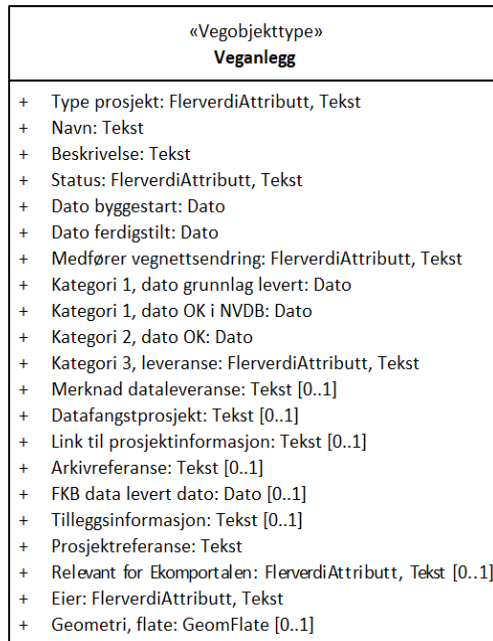 «Vegobjekttype»
Veganlegg
+ Type prosjekt: FlerverdiAttributt, Tekst
+ Navn: Tekst
+ Beskrivelse: Tekst
+ Status: FlerverdiAttributt, Tekst
+ Dato byggestart: Dato
+ Dato ferdigstilt: Dato
+ Medfører vegnettsendring: FlerverdiAttributt, Tekst
+ Kategori 1, dato grunnlag levert: Dato
+ Kategori 1, dato OK i NVDB: Dato
+ Kategori 2, dato OK: Dato
+ Kategori 3, leveranse: FlerverdiAttributt, Tekst
+ Merknad dataleveranse: Tekst [0..1]
+ Datafangstprosjekt: Tekst [0..1]
+ Link til prosjektinformasjon: Tekst [0..1]
+ Arkivreferanse: Tekst [0..1]
+ FKB data levert dato: Dato [0..1]
+ Tilleggsinformasjon: Tekst [0..1]
+ Prosjektreferanse: Tekst
+ Relevant for Ekomportalen: FlerverdiAttributt, Tekst [0..1]
+ Eier: FlerverdiAttributt, Tekst
+ Geometri, flate: GeomFlate [0..1]